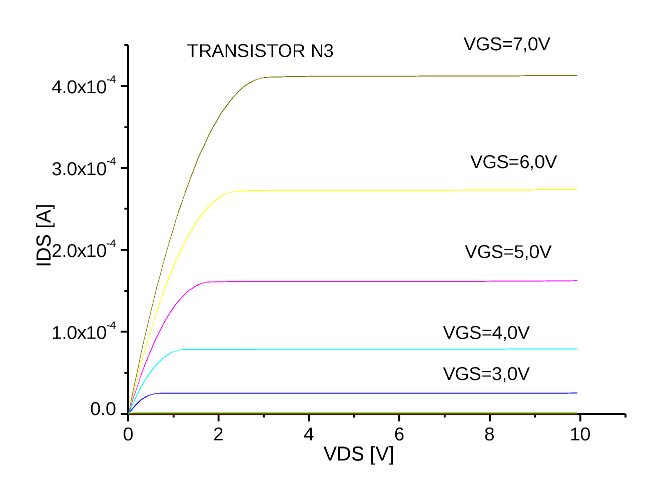 TRANSISTOR N3
VGS=7,0V
4.0x10⁻⁴
VGS=6,0V
3.0x10⁻⁴
VGS=5,0V
2.0x10⁻⁴
IDS [A]
VGS=4,0V
1.0x10⁻⁴
VGS=3,0V
0.0
0 2 4 6 8 10
VDS [V]